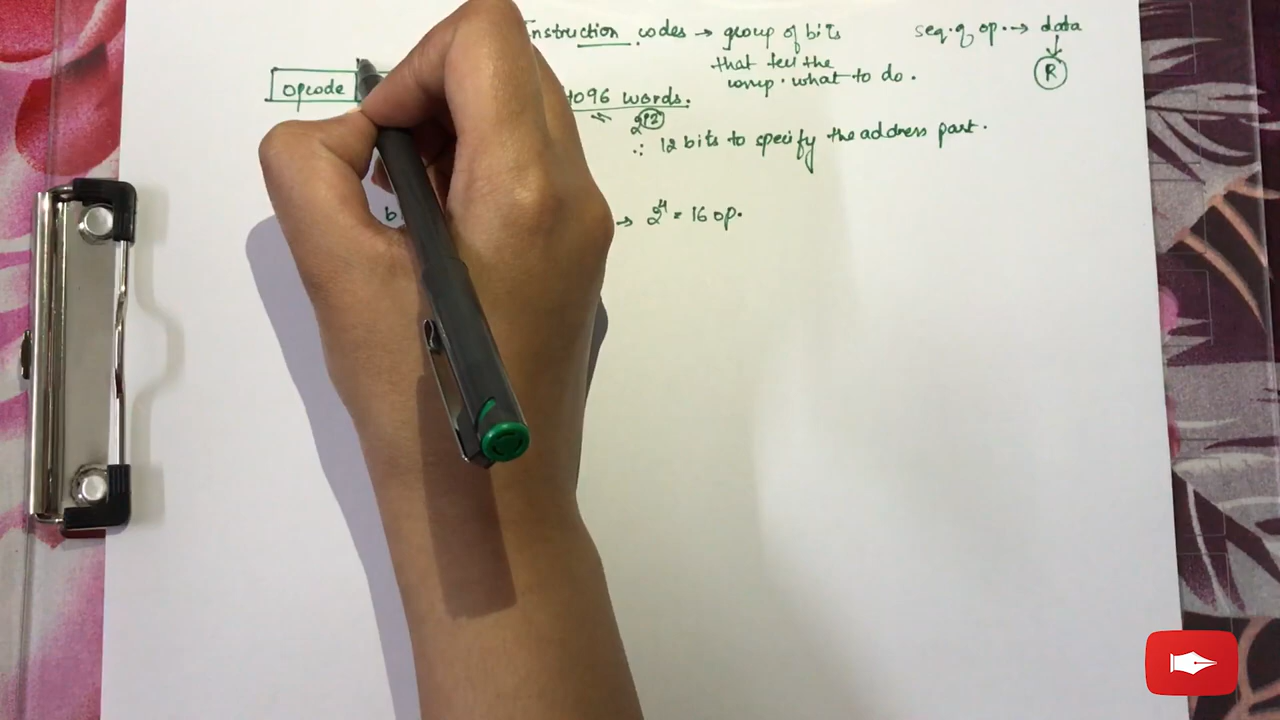 Instruction codes → group of bits
that tell the
comp. what to do.
seq. of op. → data
R
opcode
4096 words.
2^12
∴ 12 bits to specify the address part.
→ 2^4 = 16 op.